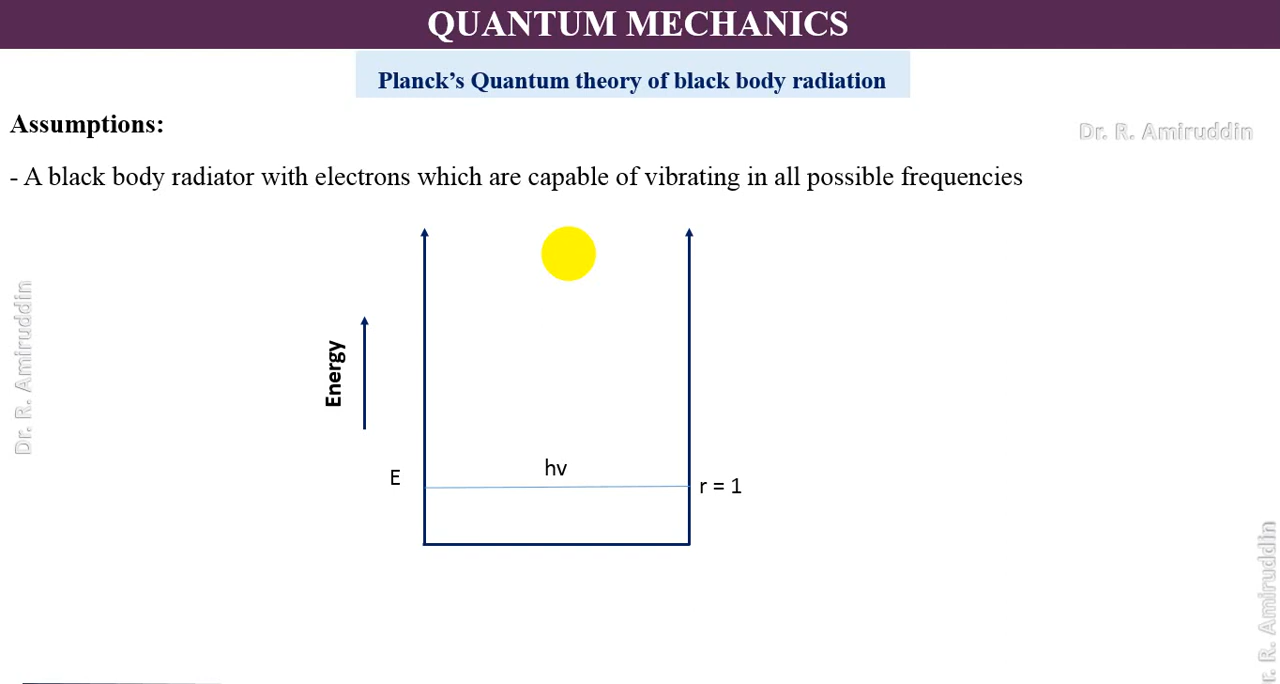 QUANTUM MECHANICS
Planck’s Quantum theory of black body radiation
Assumptions:
Dr. R. Amiruddin
- A black body radiator with electrons which are capable of vibrating in all possible frequencies
Dr. R. Amiruddin
Energy
E
hv
r = 1
r. R. Amiruddin